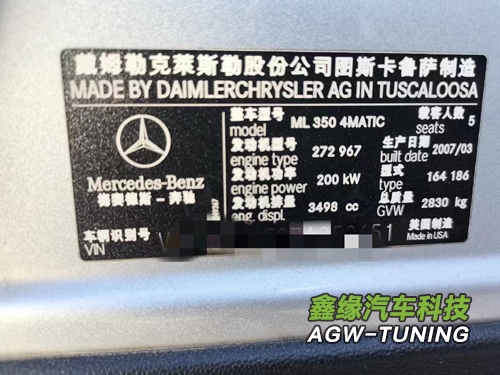 戴姆勒克莱斯勒股份公司图斯卡鲁萨制造
MADE BY DAIMLERCHRYSLER AG IN TUSCALOOSA
Mercedes-Benz
梅赛德斯-奔驰
整车型号 ML 350 4MATIC 载客人数 5
model seats
发动机型号 272 967 生产日期 2007/03
engine type built date
发动机功率 200 kW 型式 164 186
engine power type
发动机排量 3498 cc 总质量 2830 kg
eng. displ. GVW
车辆识别号 美国制造
VIN Made in USA
鑫缘汽车科技
AGW-TUNING